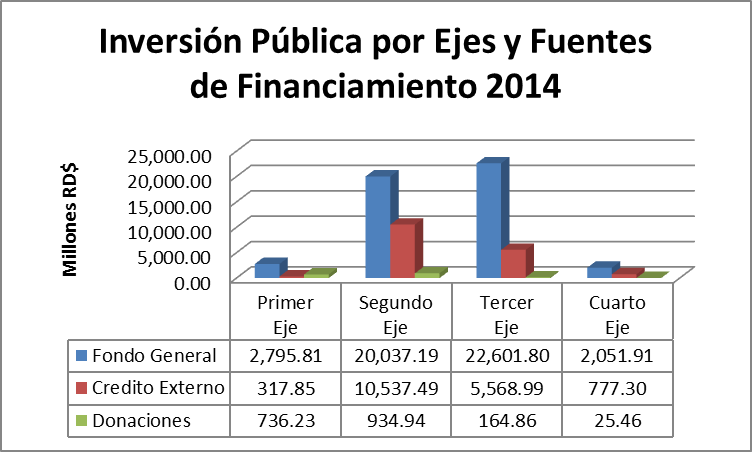 Inversión Pública por Ejes y Fuentes
de Financiamiento 2014
Millones RD$
25,000.00
20,000.00
15,000.00
10,000.00
5,000.00
0.00
Primer Eje Segundo Eje Tercer Eje Cuarto Eje
Fondo General 2,795.81 20,037.19 22,601.80 2,051.91
Credito Externo 317.85 10,537.49 5,568.99 777.30
Donaciones 736.23 934.94 164.86 25.46